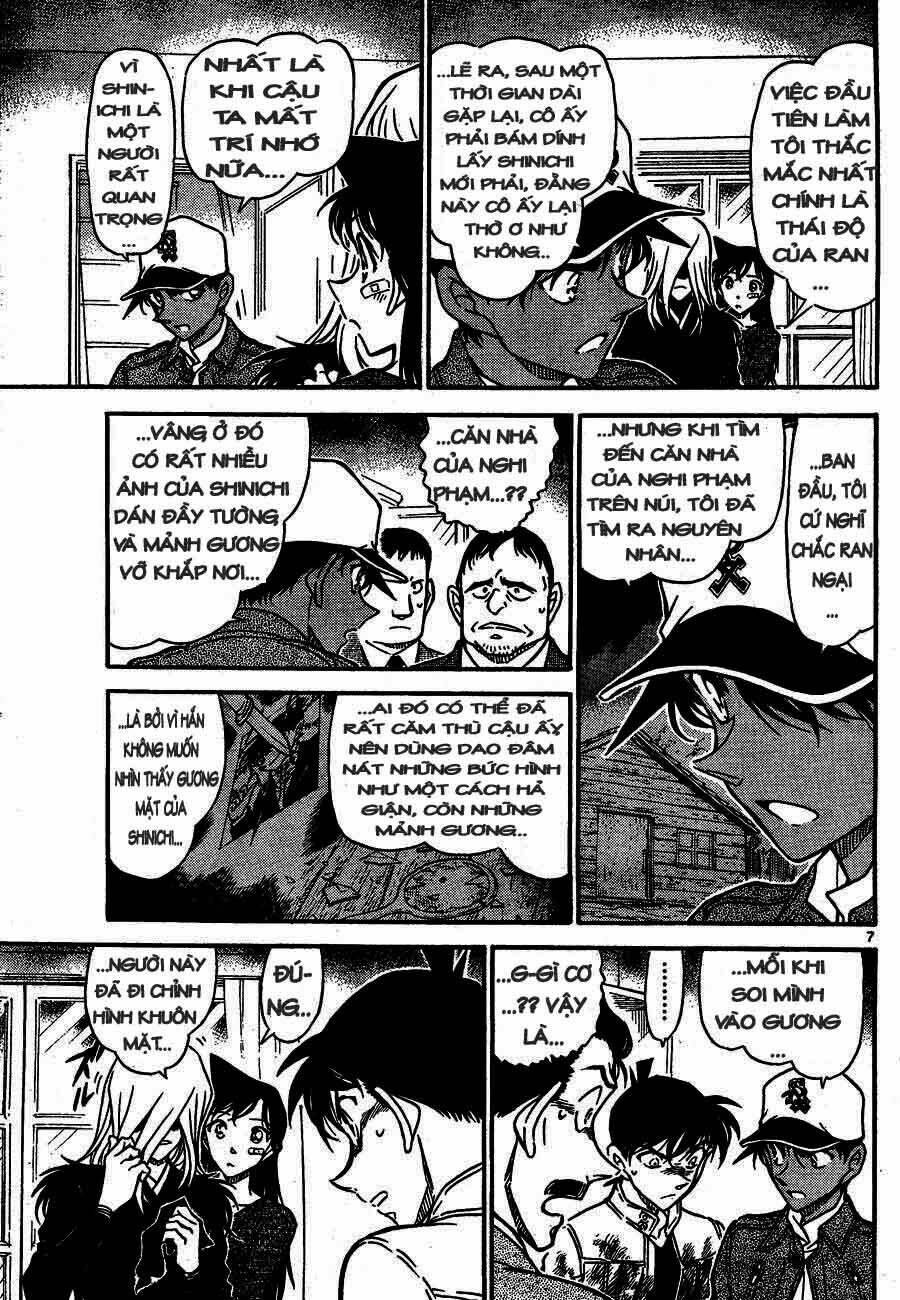 VIỆC ĐẦU
TIÊN LÀM
TÔI THẮC
MẮC NHẤT
CHÍNH LÀ
THÁI ĐỘ
CỦA RAN
...
...LẼ RA, SAU MỘT
THỜI GIAN DÀI
GẶP LẠI, CÔ ẤY
PHẢI BÁM DÍNH
LẤY SHINICHI
MỚI PHẢI, ĐẰNG
NÀY CÔ ẤY LẠI
THỜ Ơ NHƯ
KHÔNG..
NHẤT LÀ
KHI CẬU
TA MẤT
TRÍ NHỚ
NỮA...
VÌ
SHIN-
ICHI LÀ
MỘT
NGƯỜI
RẤT
QUAN
TRỌNG
...
..BAN
ĐẦU, TÔI
CỨ NGHĨ
CHẮC RAN
NGẠI
...
...NHƯNG KHI TÌM
ĐẾN CĂN NHÀ
CỦA NGHI PHẠM
TRÊN NÚI, TÔI ĐÃ
TÌM RA NGUYÊN
NHÂN...
...CĂN NHÀ
CỦA NGHI
PHẠM...??
...VÂNG, Ở ĐÓ
CÓ RẤT NHIỀU
ẢNH CỦA SHINICHI
DÁN ĐẦY TƯỜNG,
VÀ MẢNH GƯƠNG
VỠ KHẮP NƠI...
...AI ĐÓ CÓ THỂ ĐÃ
RẤT CĂM THÙ CẬU ẤY,
NÊN DÙNG DAO ĐÂM
NÁT NHỮNG BỨC HÌNH
NHƯ MỘT CÁCH HẢ
GIẬN, CÒN NHỮNG
MẢNH GƯƠNG..
...LÀ BỞI VÌ HẮN
KHÔNG MUỐN
NHÌN THẤY GƯƠNG
MẶT CỦA
SHINICHI...
7
...MỖI KHI
SOI MÌNH
VÀO GƯƠNG
...
.........
...G-GÌ CƠ
...?? VẬY
LÀ...
ĐÚ-
NG...
...NGƯỜI NÀY
ĐÃ ĐI CHỈNH
HÌNH KHUÔN
MẶT...